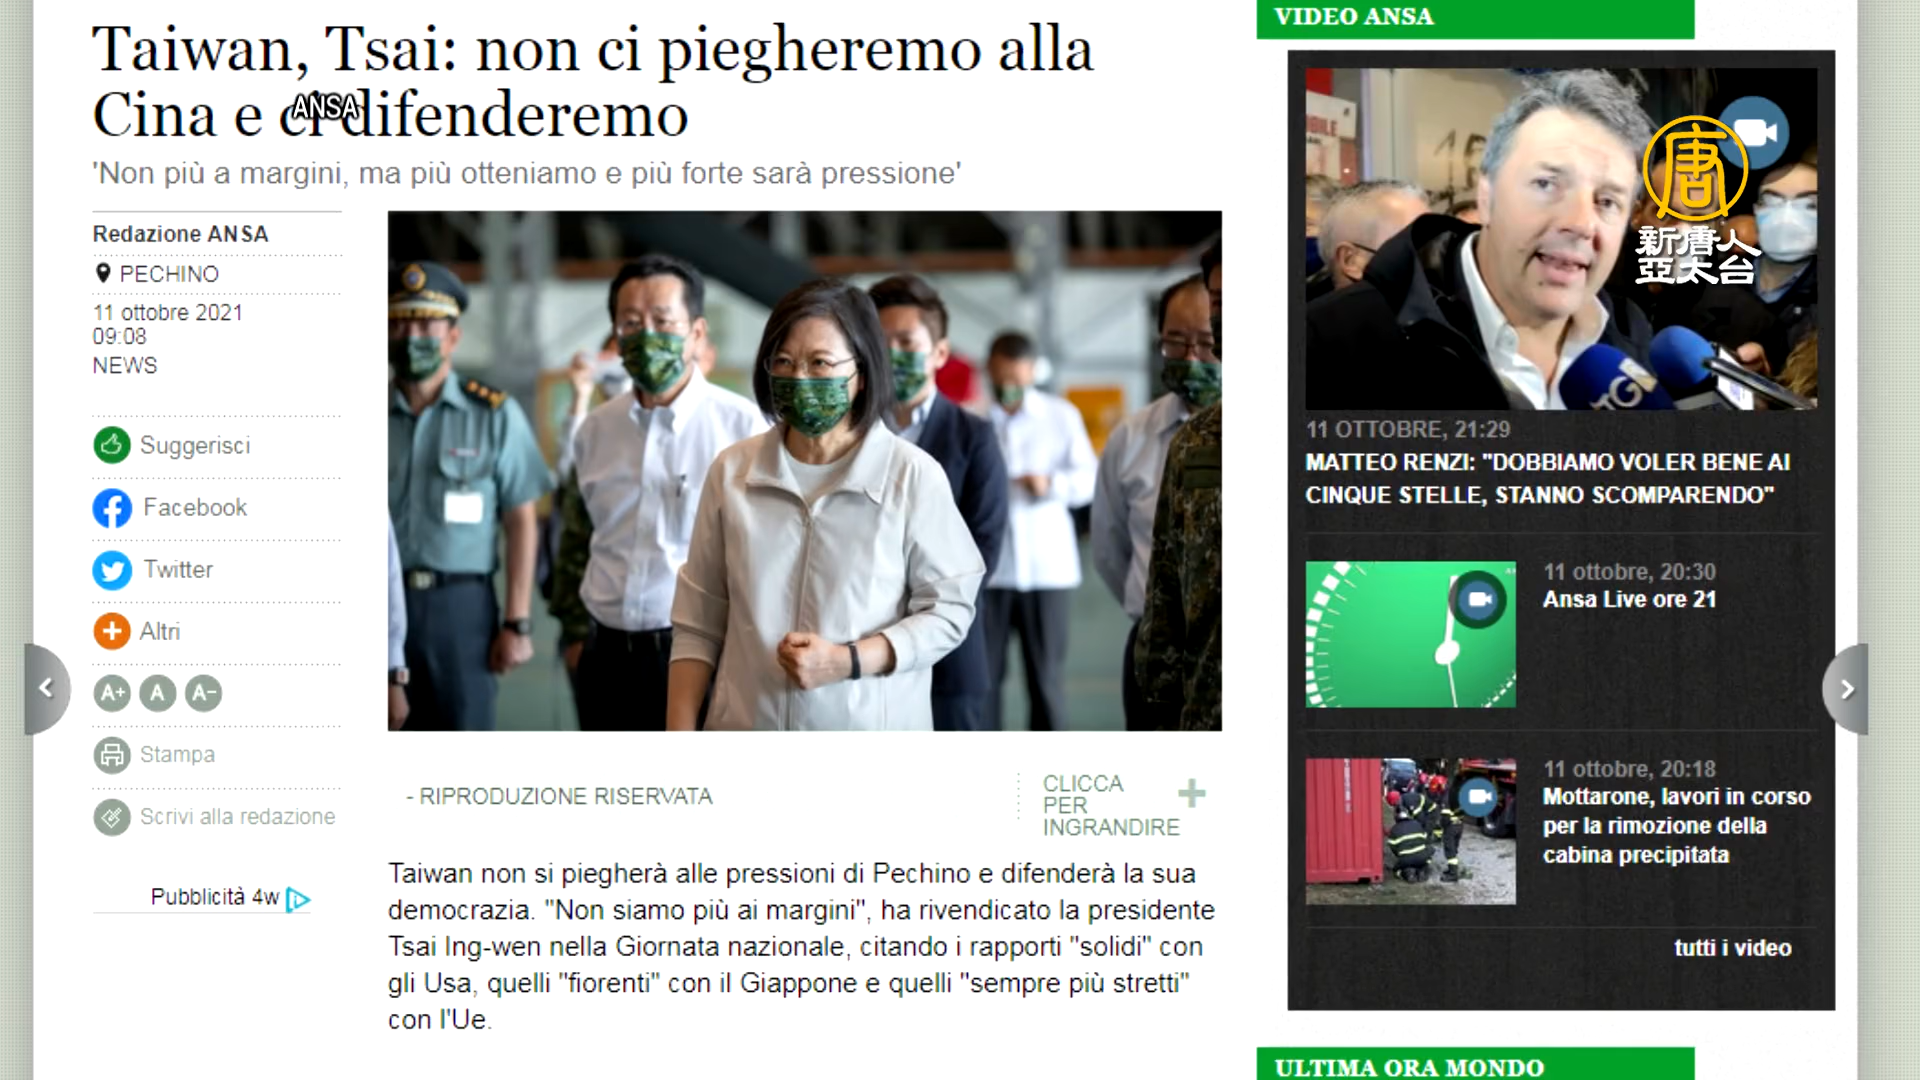 Taiwan, Tsai: non ci piegheremo alla
Cina e ci difenderemo
ANSA
'Non più a margini, ma più otteniamo e più forte sarà pressione'
Redazione ANSA
PECHINO
11 ottobre 2021
09:08
NEWS
Suggerisci
Facebook
Twitter
Altri
A+ A A-
Stampa
Scrivi alla redazione
Pubblicità 4w
- RIPRODUZIONE RISERVATA
CLICCA
PER
INGRANDIRE
Taiwan non si piegherà alle pressioni di Pechino e difenderà la sua
democrazia. "Non siamo più ai margini", ha rivendicato la presidente
Tsai Ing-wen nella Giornata nazionale, citando i rapporti "solidi" con
gli Usa, quelli "fiorenti" con il Giappone e quelli "sempre più stretti"
con l'Ue.
VIDEO ANSA
唐
新唐人
亞太台
11 OTTOBRE, 21:29
MATTEO RENZI: "DOBBIAMO VOLER BENE AI
CINQUE STELLE, STANNO SCOMPARENDO"
11 ottobre, 20:30
Ansa Live ore 21
11 ottobre, 20:18
Mottarone, lavori in corso
per la rimozione della
cabina precipitata
tutti i video
ULTIMA ORA MONDO